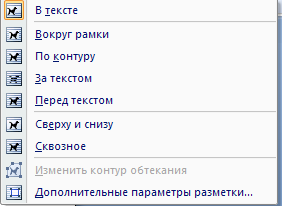 В тексте
Вокруг рамки
По контуру
За текстом
Перед текстом
Сверху и снизу
Сквозное
Изменить контур обтекания
Дополнительные параметры разметки...